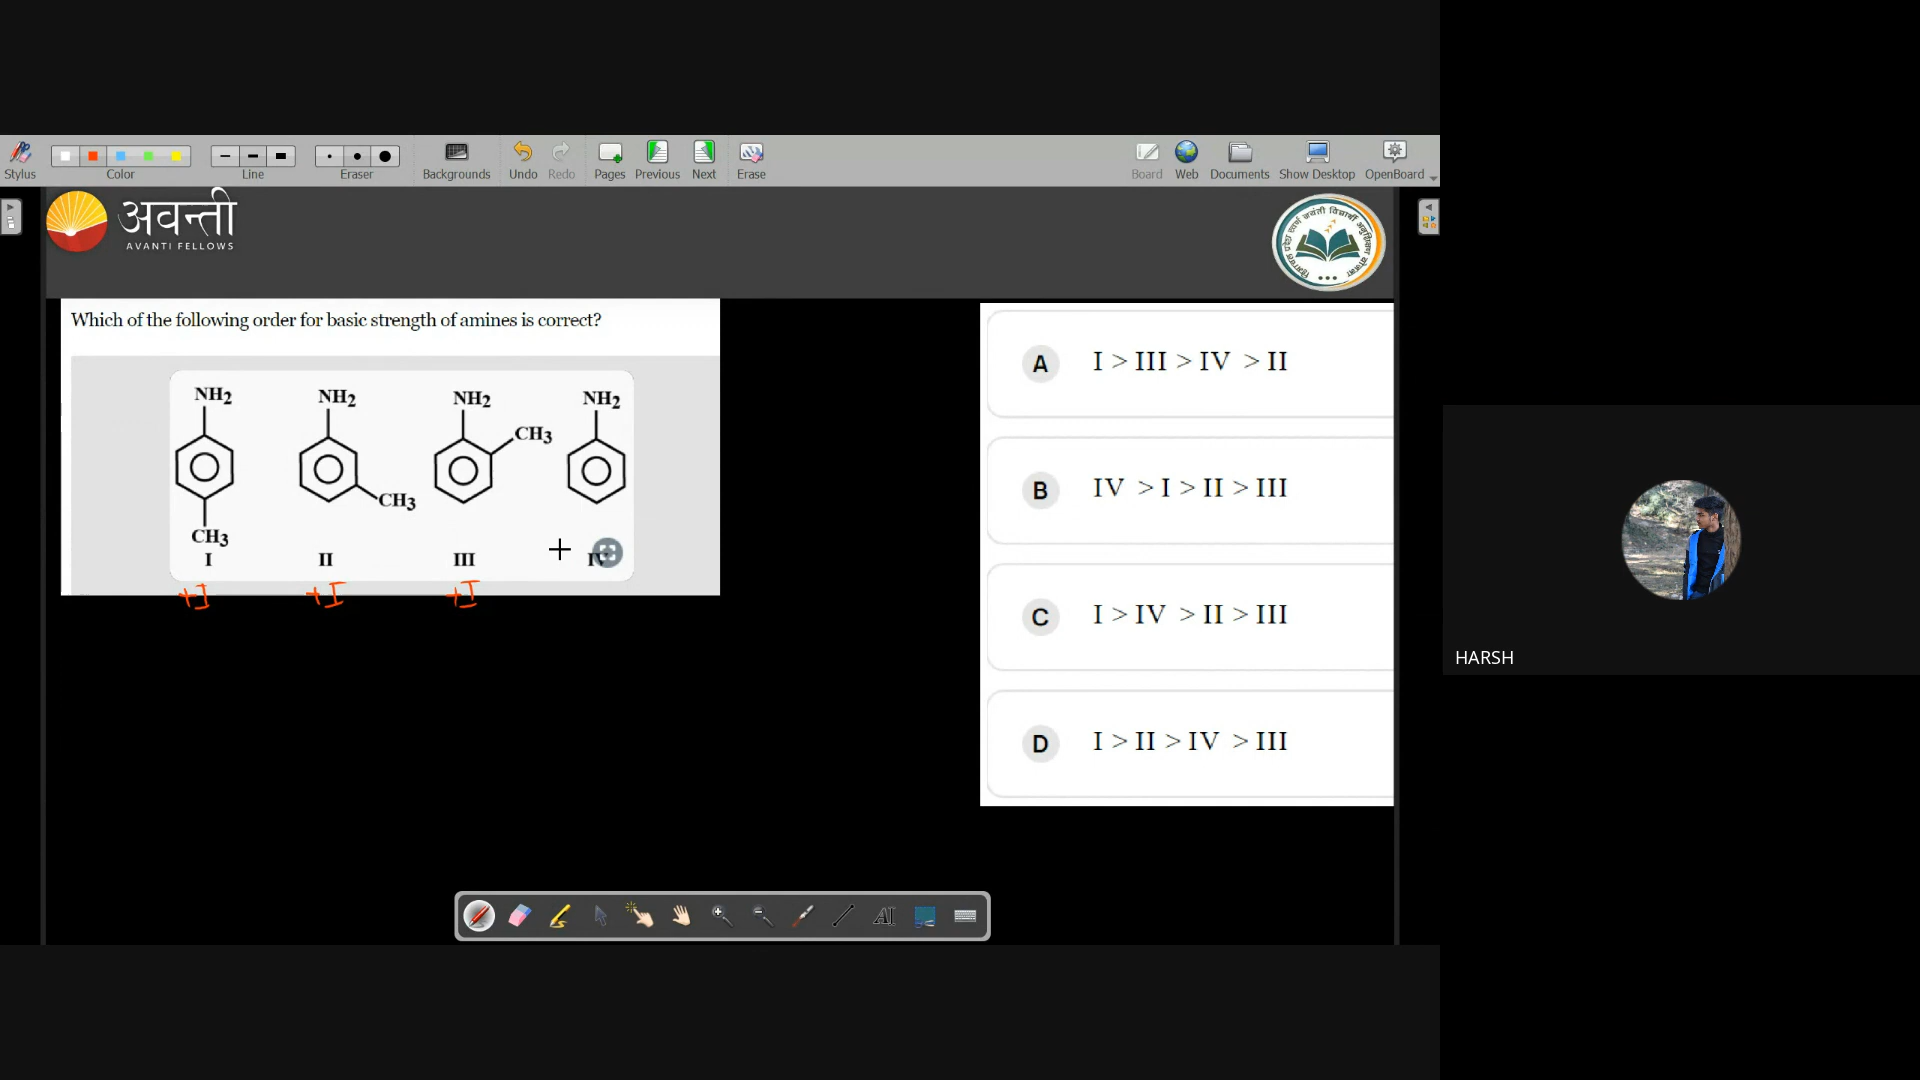 Stylus Color Line Eraser Backgrounds Undo Redo Pages Previous Next Erase Board Web Documents Show Desktop OpenBoard
अवन्ती
AVANTI FELLOWS
Which of the following order for basic strength of amines is correct?
NH2 NH2 NH2 NH2
CH3
CH3
CH3
I II III IV
+I +I +I
A I > III > IV > II
B IV > I > II > III
C I > IV > II > III
D I > II > IV > III
HARSH